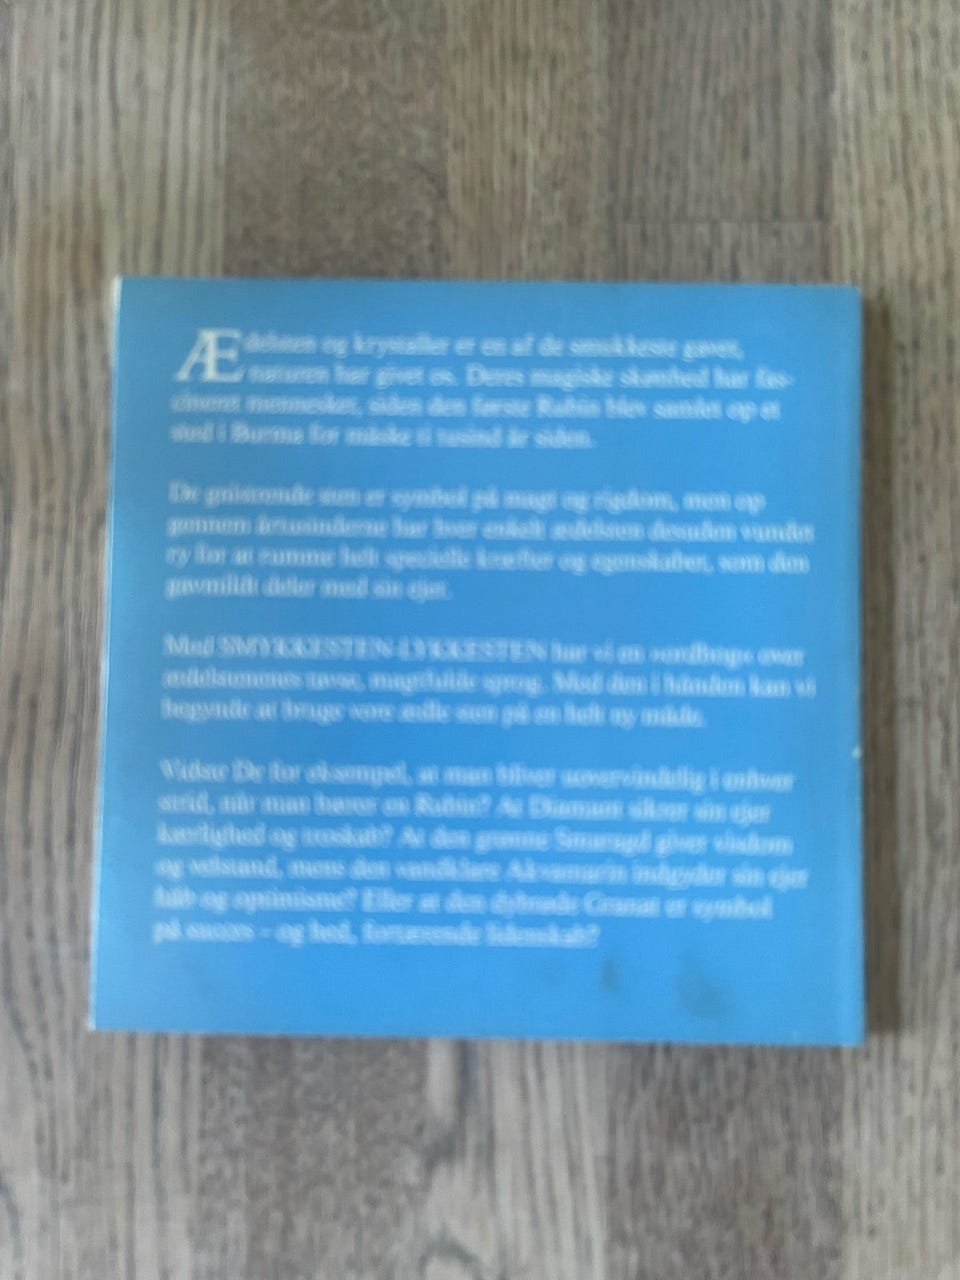 Ædelsten og krystaller er en af de smukkeste gaver,
naturen har givet os. Deres magiske skønhed har fas-
cineret mennesket, siden den første Rubin blev samlet op et
sted i Burma for måske ti tusind år siden.
De gnistrende sten er symbol på magt og rigdom, men op
gennem årtusinderne har hver enkelt ædelsten desuden vundet
ry for at rumme helt specielle kræfter og egenskaber, som den
gavmildt deler med sin ejer.
Med SMYKKESTEN-LYKKESTEN har vi en »ordbog« over
ædelstenenes tavse, magtfulde sprog. Med den i hånden kan vi
begynde at bruge vore ædle sten på en helt ny måde.
Vidste De for eksempel, at man bliver uovervindelig i enhver
strid, når man bærer en Rubin? At Diamant sikrer sin ejer
kærlighed og troskab? At den grønne Smaragd giver visdom
og velstand, mens den vandklare Akvamarin indgyder sin ejer
håb og optimisme? Eller at den dybrøde Granat er symbol
på succes – og hed, fortærende lidenskab?